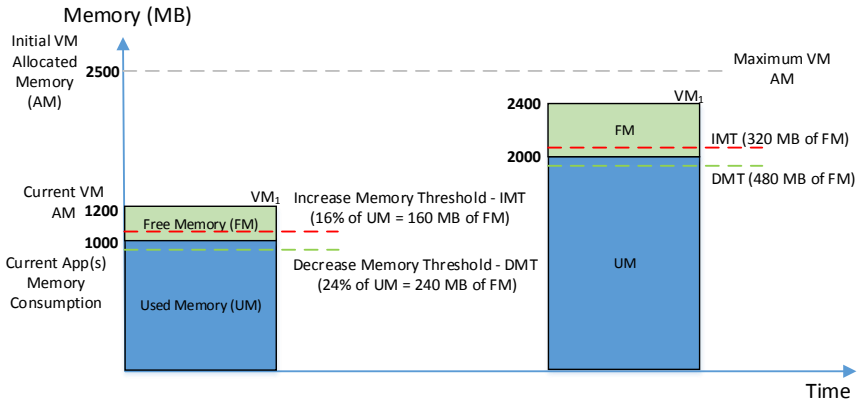 Memory (MB)
Initial VM
Allocated
Memory
(AM)
2500
Maximum VM
AM
2400
VM₁
FM
IMT (320 MB of FM)
2000
DMT (480 MB of FM)
UM
Current VM
AM
1200
VM₁
Free Memory (FM)
Increase Memory Threshold - IMT
(16% of UM = 160 MB of FM)
1000
Current App(s)
Memory
Consumption
Decrease Memory Threshold - DMT
(24% of UM = 240 MB of FM)
Used Memory (UM)
Time